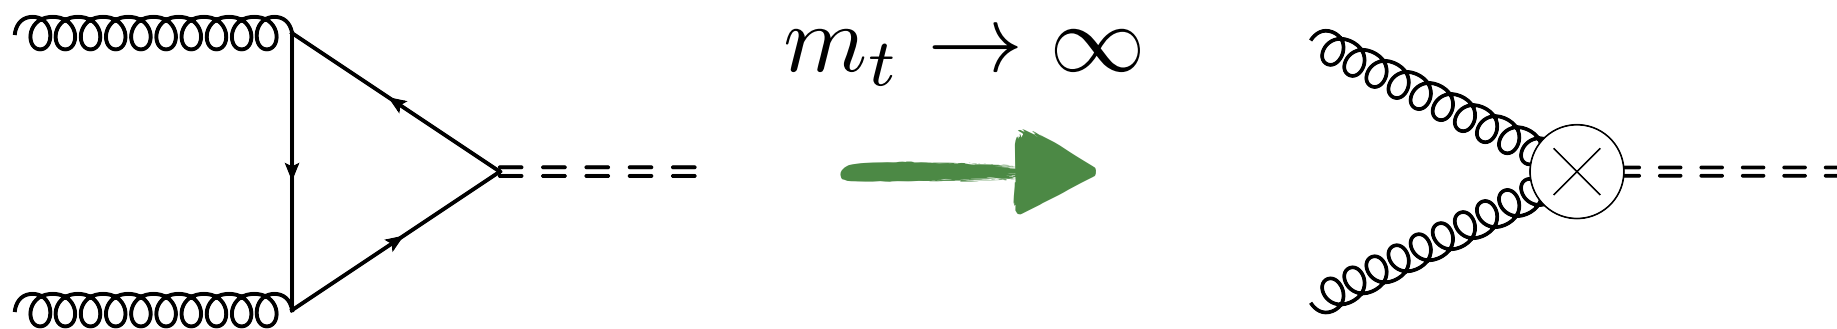 m_t → ∞